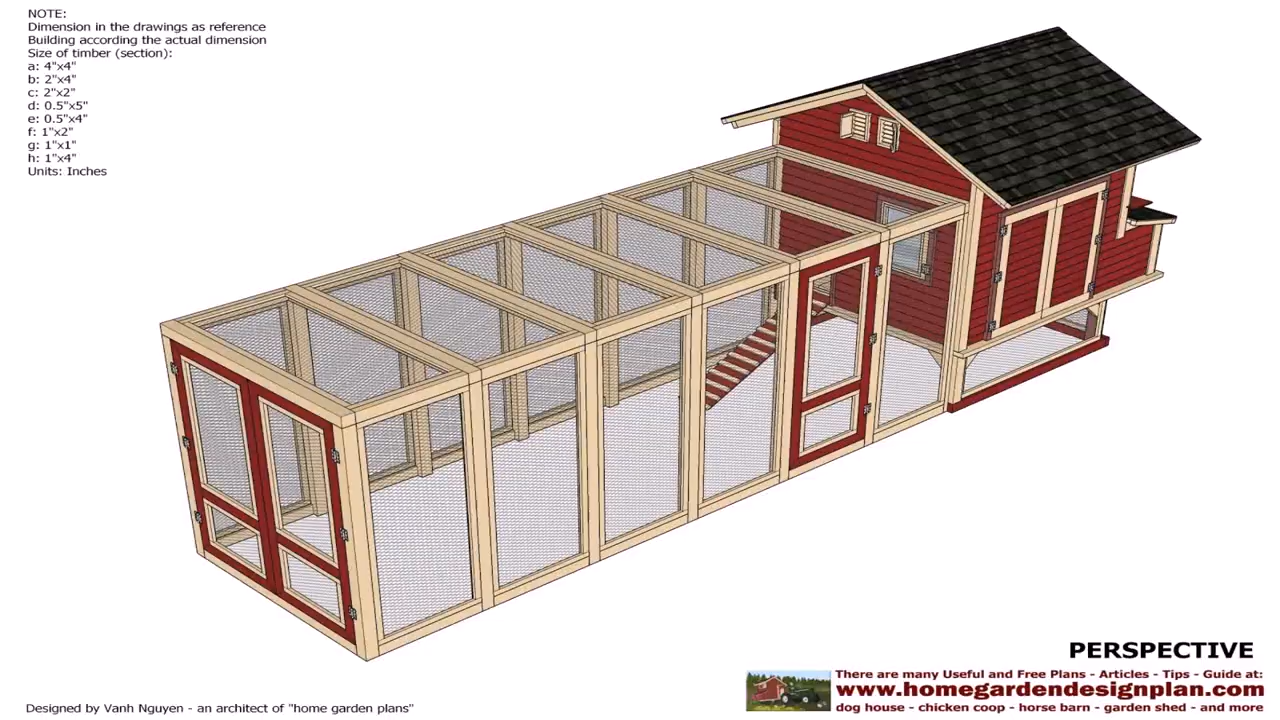 NOTE:
Dimension in the drawings as reference
Building according the actual dimension
Size of timber (section):
a: 4"x4"
b: 2"x4"
c: 2"x2"
d: 0.5"x5"
e: 0.5"x4"
f: 1"x2"
g: 1"x1"
h: 1"x4"
Units: Inches
PERSPECTIVE
There are many Useful and Free Plans - Articles - Tips - Guide at:
www.homegardendesignplan.com
dog house - chicken coop - horse barn - garden shed - and more
Designed by Vanh Nguyen - an architect of "home garden plans"